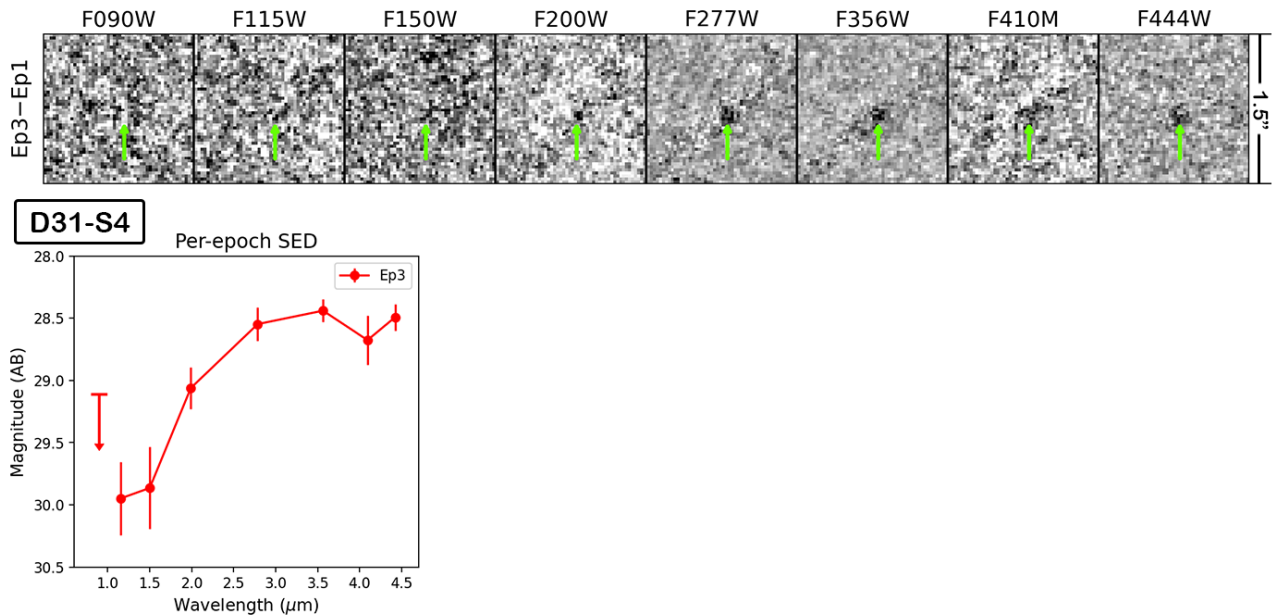 F090W F115W F150W F200W F277W F356W F410M F444W
Ep3−Ep1
1.5”
D31-S4
Per-epoch SED
Ep3
28.0
28.5
29.0
29.5
30.0
30.5
Magnitude (AB)
1.0 1.5 2.0 2.5 3.0 3.5 4.0 4.5
Wavelength (μm)